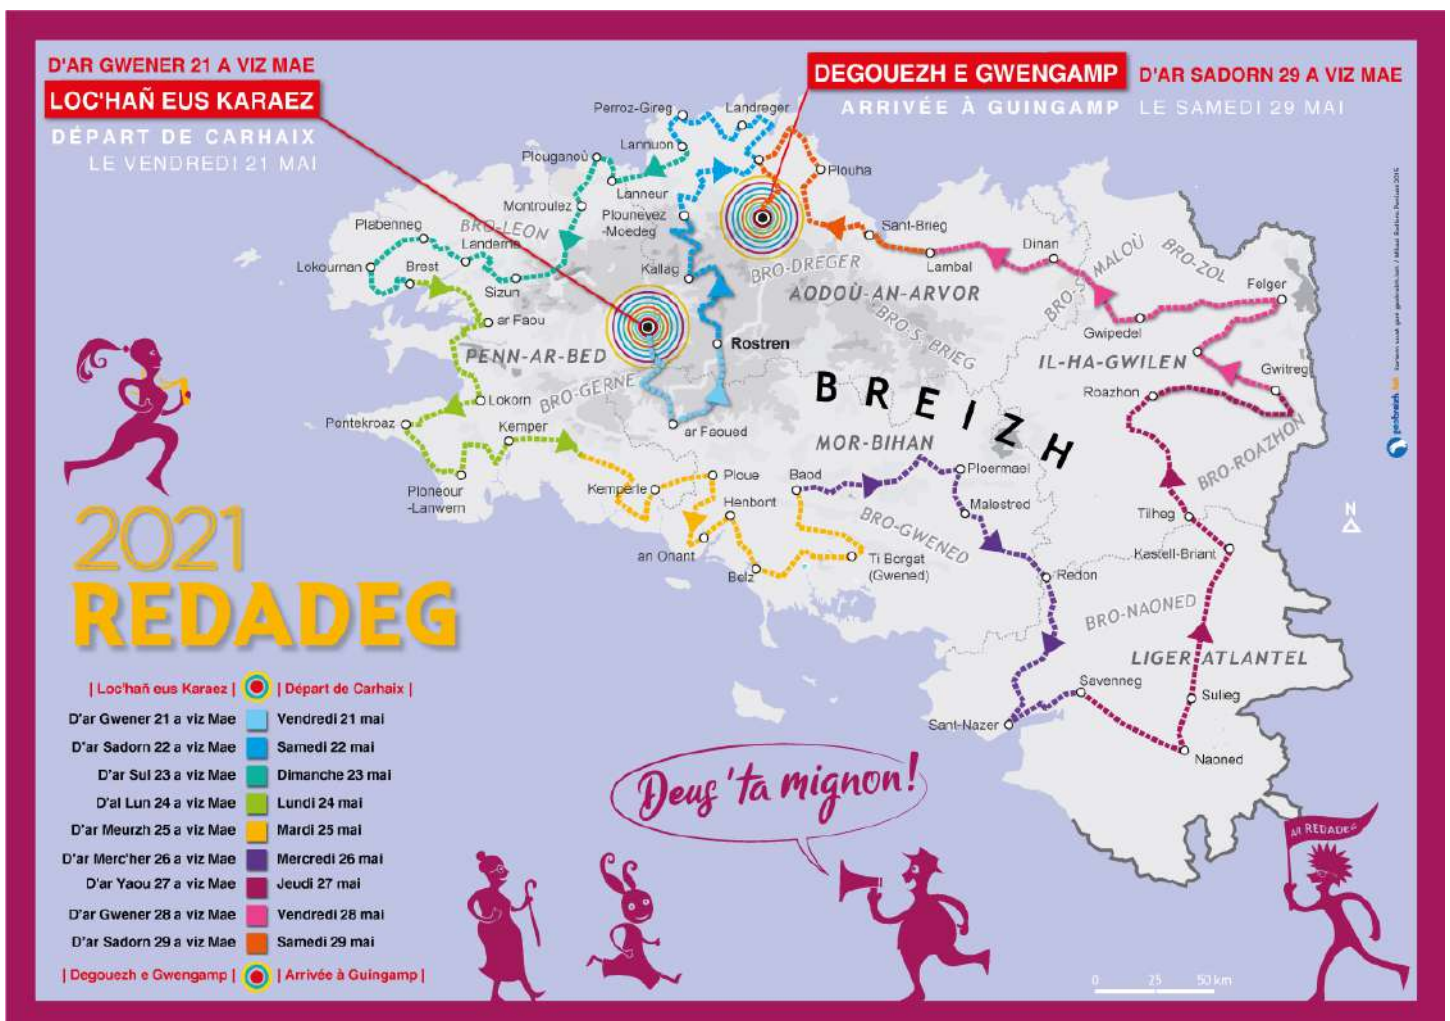 D'AR GWENER 21 A VIZ MAE
LOC'HAÑ EUS KARAEZ
DÉPART DE CARHAIX
LE VENDREDI 21 MAI
DEGOUEZH E GWENGAMP
D'AR SADORN 29 A VIZ MAE
ARRIVÉE À GUINGAMP
LE SAMEDI 29 MAI
Perroz-Gireg
Landreger
Lannuon
Plouganoù
Lanneur
Plouha
Montroulez
Plounevez
-Moedeg
BRO-LEON
Plabenneg
Landerne
Lokournan
Brest
Sizun
Kallag
BRO-DREGER
Sant-Brieg
Lambal
Dinan
BRO-S. MALOÙ
BRO-ZOL
Felger
AODOÙ-AN-ARVOR
ar Faou
PENN-AR-BED
Rostren
BRO-S. BRIEG
Gwipedel
IL-HA-GWILEN
Gwitreg
Roazhon
BRO-GERNE
Lokorn
BREIZH
Pontekroaz
Kemper
ar Faoued
MOR-BIHAN
BRO-ROAZHON
Ploneour
-Lanwern
Kemperle
Ploue
Baod
Ploermael
Henbont
Malestred
BRO-GWENED
Tilheg
N
an Oriant
Kastell-Briant
Belz
Ti Borgat
(Gwened)
Redon
BRO-NAONED
LIGER ATLANTEL
Savenneg
Sulieg
Sant-Nazer
Naoned
2021
REDADEG
| Loc'hañ eus Karaez | | Départ de Carhaix |
D'ar Gwener 21 a viz Mae Vendredi 21 mai
D'ar Sadorn 22 a viz Mae Samedi 22 mai
D'ar Sul 23 a viz Mae Dimanche 23 mai
D'al Lun 24 a viz Mae Lundi 24 mai
D'ar Meurzh 25 a viz Mae Mardi 25 mai
D'ar Merc'her 26 a viz Mae Mercredi 26 mai
D'ar Yaou 27 a viz Mae Jeudi 27 mai
D'ar Gwener 28 a viz Mae Vendredi 28 mai
D'ar Sadorn 29 a viz Mae Samedi 29 mai
| Degouezh e Gwengamp | | Arrivée à Guingamp |
Deus 'ta mignon!
AR REDADEG
0 25 50 km
geobreizh.bzh